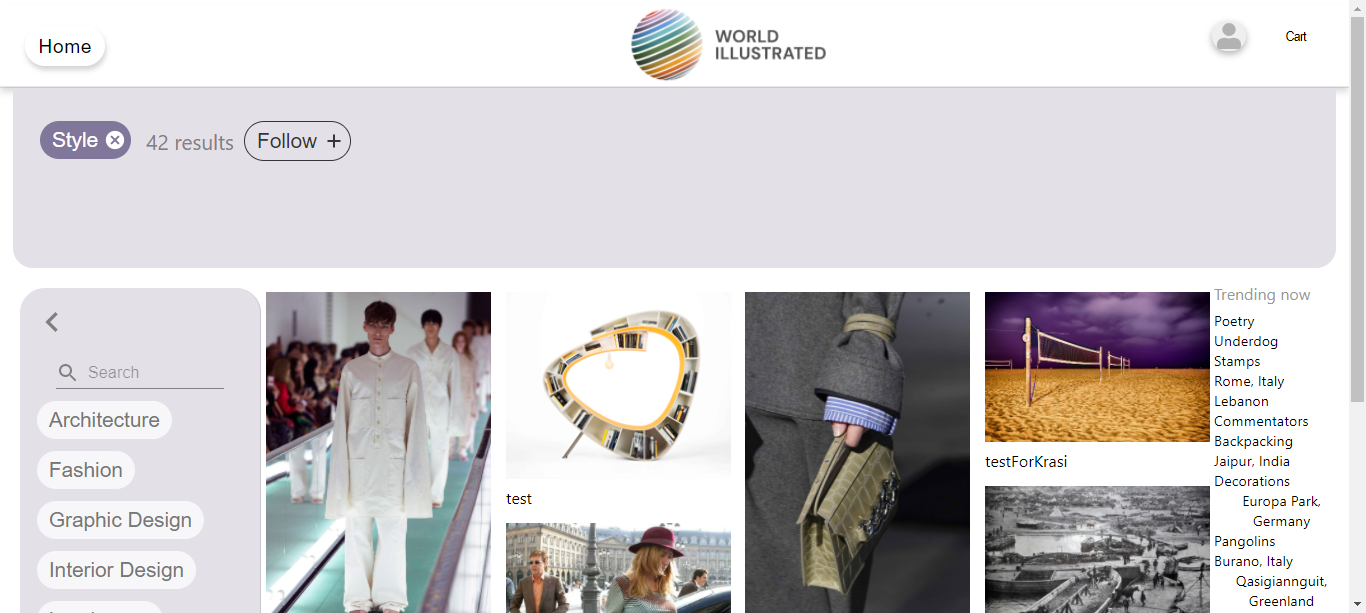 Home
WORLD
ILLUSTRATED
Cart
Style
42 results
Follow +
Search
Architecture
Fashion
Graphic Design
Interior Design
test
testForKrasi
Trending now
Poetry
Underdog
Stamps
Rome, Italy
Lebanon
Commentators
Backpacking
Jaipur, India
Decorations
Europa Park,
Germany
Pangolins
Burano, Italy
Qasigiannguit,
Greenland